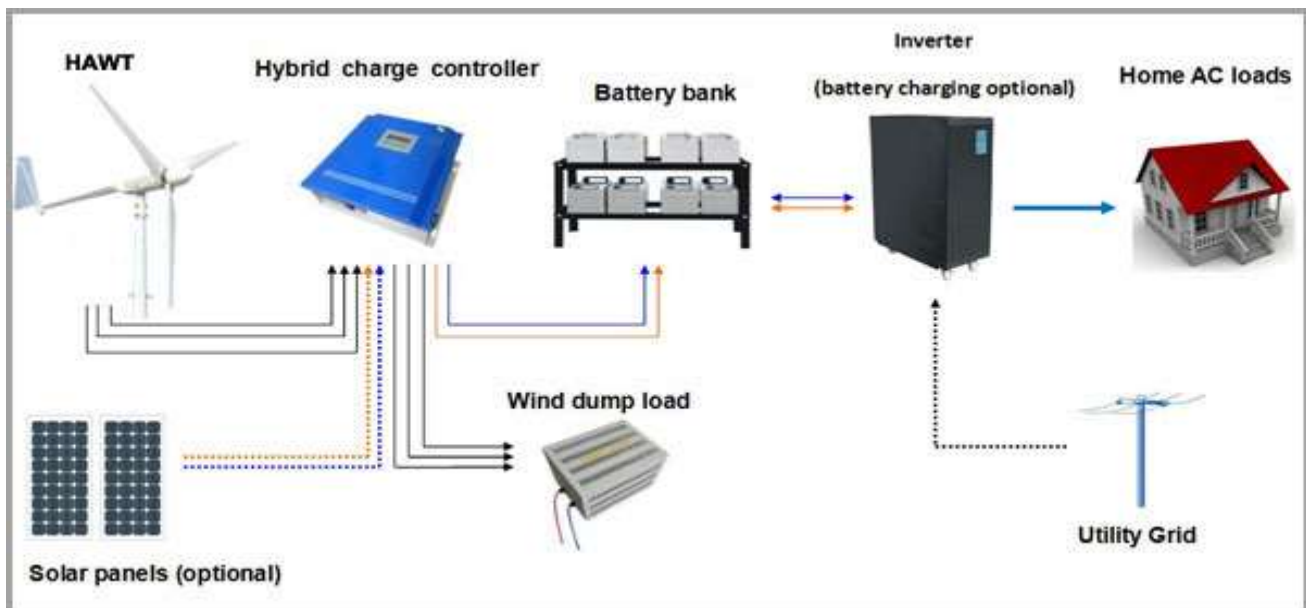 HAWT
Hybrid charge controller
Battery bank
Inverter
(battery charging optional)
Home AC loads
Wind dump load
Solar panels (optional)
Utility Grid